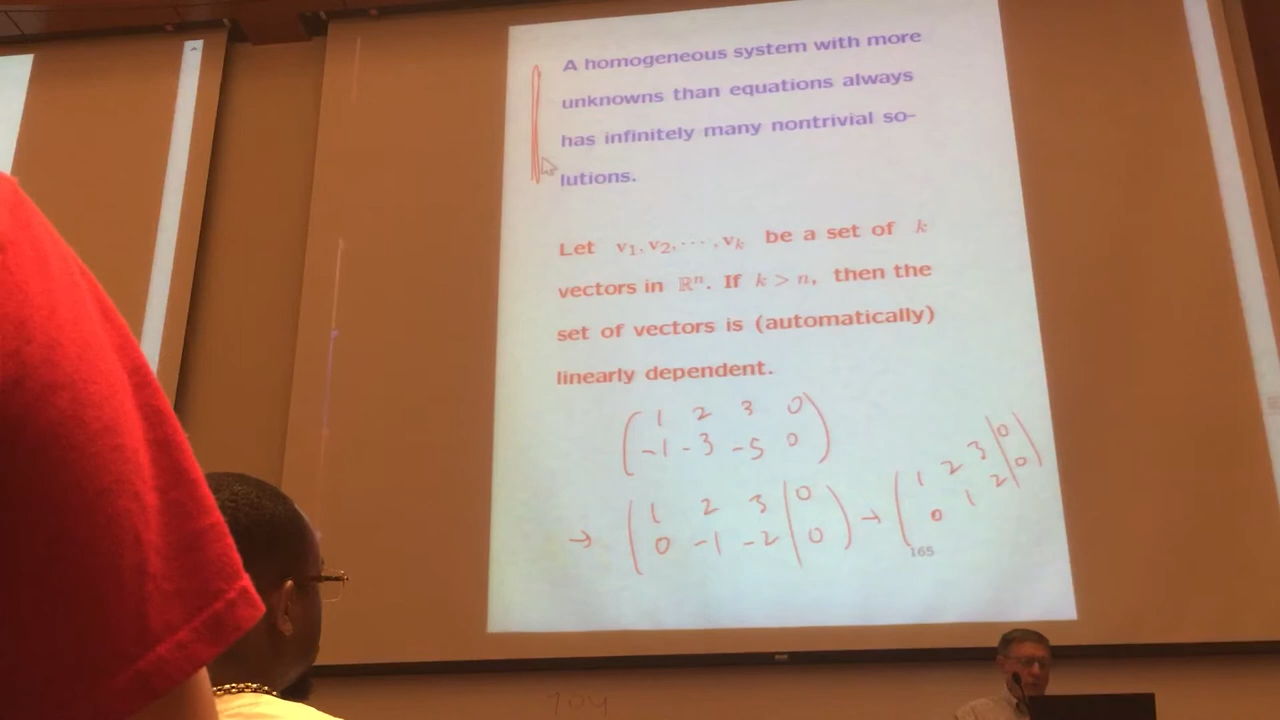 A homogeneous system with more
unknowns than equations always
has infinitely many nontrivial so-
lutions.
Let v₁, v₂, ⋯ , vₖ be a set of k
vectors in ℝⁿ. If k > n, then the
set of vectors is (automatically)
linearly dependent.
( 1 2 3 0 )
( -1 -3 -5 0 )
→ ( 1 2 3 | 0 ) → ( 1 2 3 | 0 )
( 0 -1 -2 | 0 ) ( 0 1 2 | 0 )
165
704